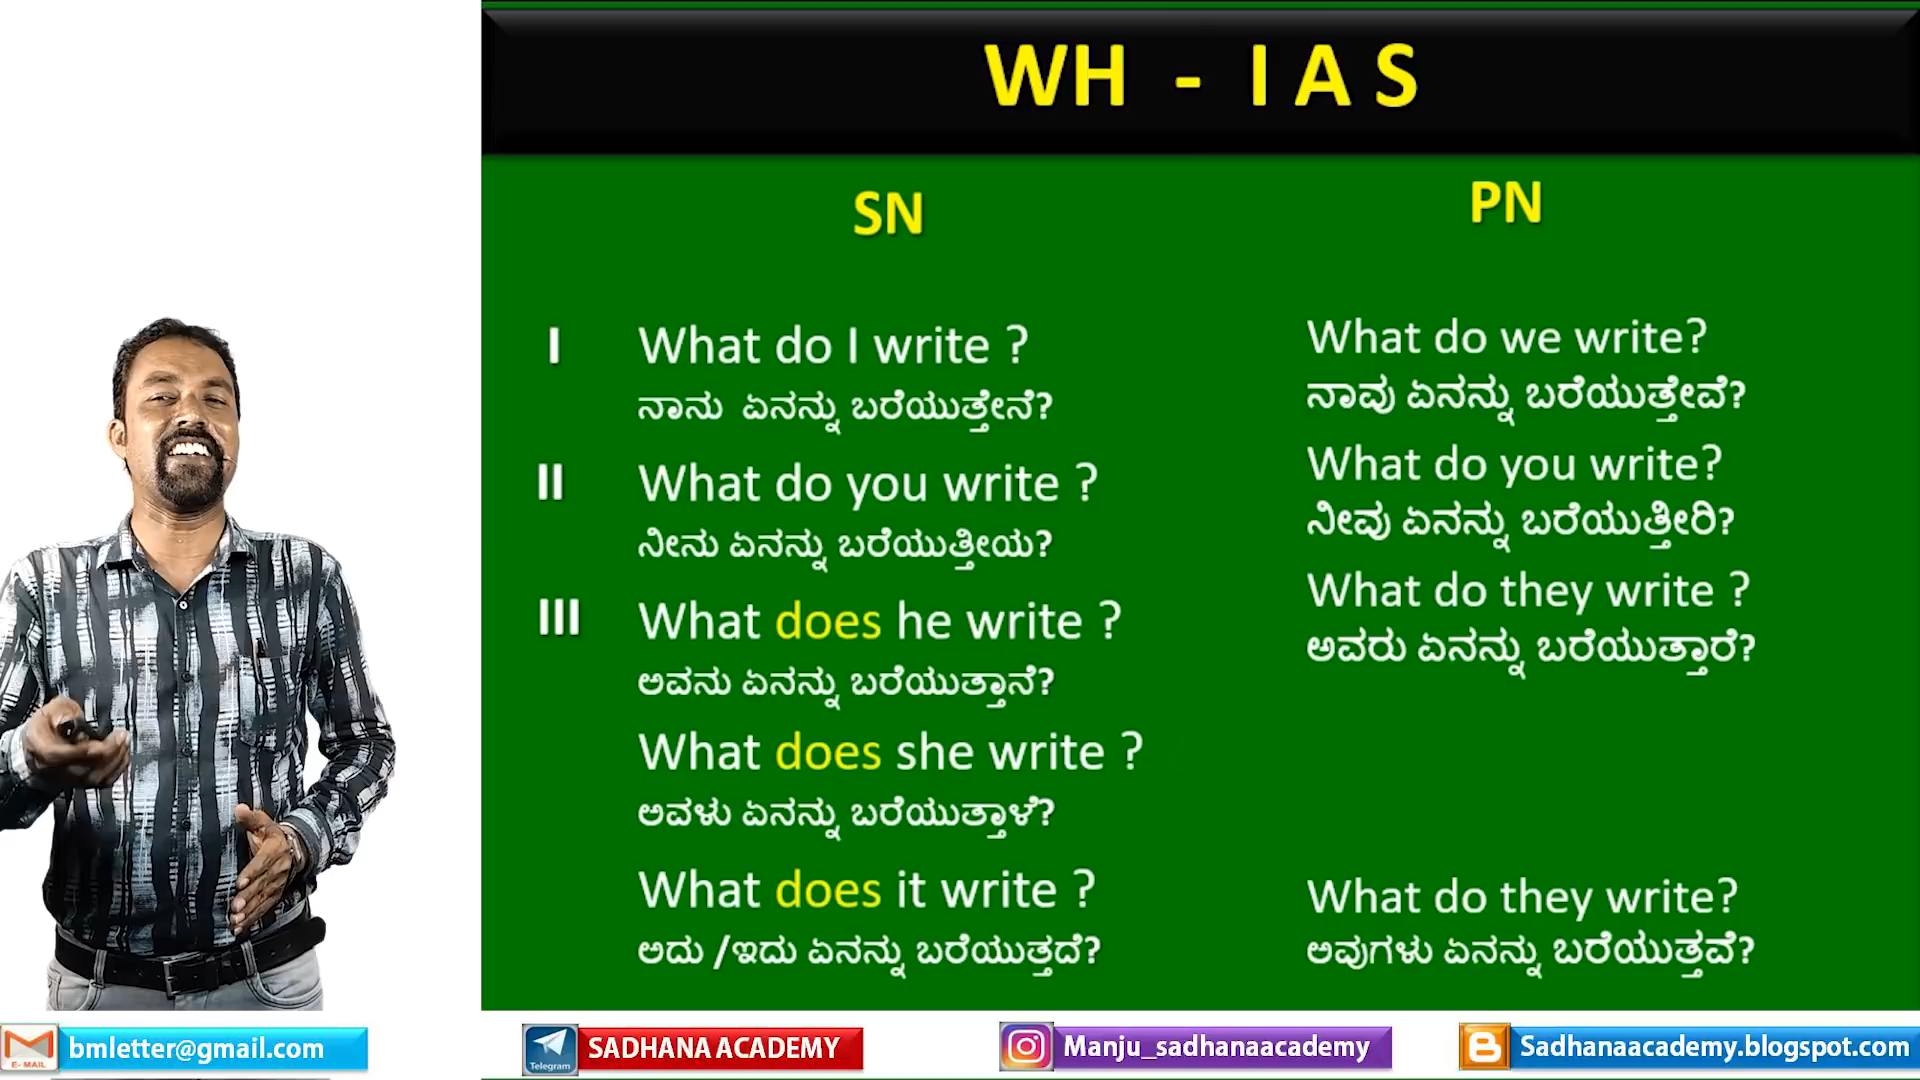 WH - I A S
SN
PN
I What do I write ?
ನಾನು ಏನನ್ನು ಬರೆಯುತ್ತೇನೆ?
II What do you write ?
ನೀನು ಏನನ್ನು ಬರೆಯುತ್ತೀಯ?
III What does he write ?
ಅವನು ಏನನ್ನು ಬರೆಯುತ್ತಾನೆ?
What does she write ?
ಅವಳು ಏನನ್ನು ಬರೆಯುತ್ತಾಳೆ?
What does it write ?
ಅದು /ಇದು ಏನನ್ನು ಬರೆಯುತ್ತದೆ?
What do we write?
ನಾವು ಏನನ್ನು ಬರೆಯುತ್ತೇವೆ?
What do you write?
ನೀವು ಏನನ್ನು ಬರೆಯುತ್ತೀರಿ?
What do they write ?
ಅವರು ಏನನ್ನು ಬರೆಯುತ್ತಾರೆ?
What do they write?
ಅವುಗಳು ಏನನ್ನು ಬರೆಯುತ್ತವೆ?
E-MAIL
bmletter@gmail.com
Telegram
SADHANA ACADEMY
Manju_sadhanaacademy
Sadhanaacademy.blogspot.com